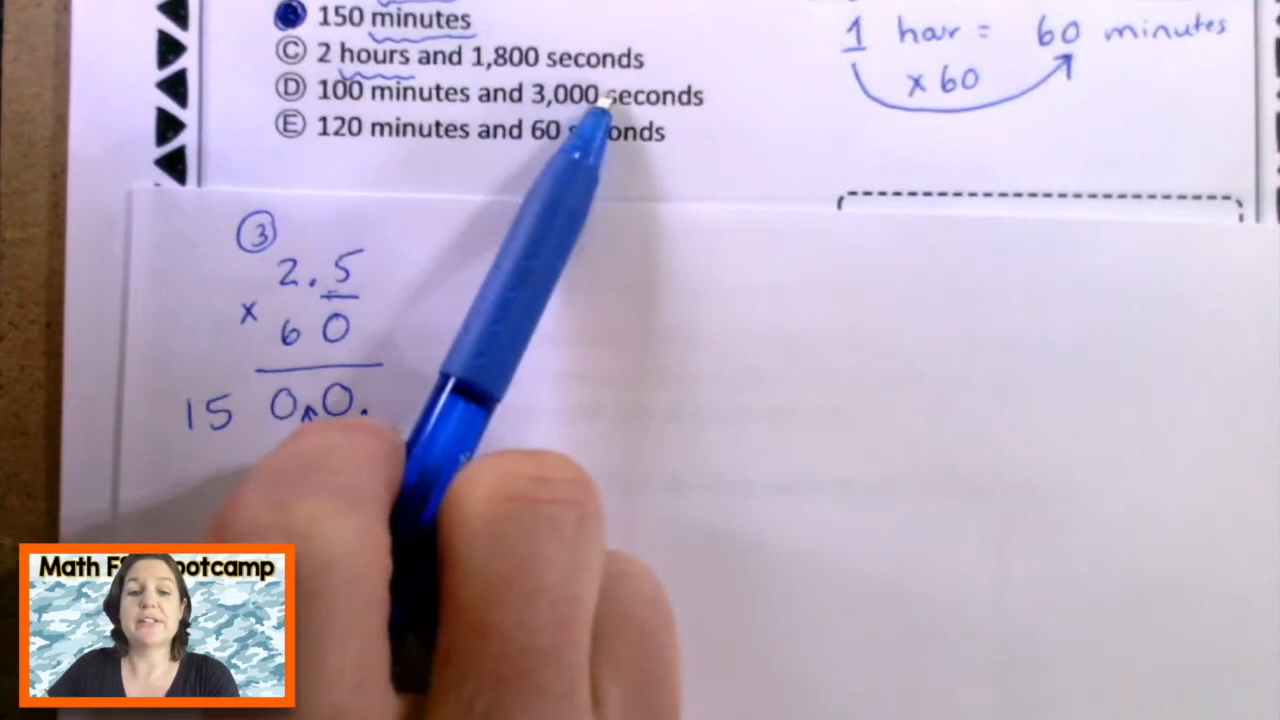 150 minutes
Ⓒ 2 hours and 1,800 seconds
Ⓓ 100 minutes and 3,000 seconds
Ⓔ 120 minutes and 60 onds
1 hour = 60 minutes
x 60
③
2.5
x 60
15 0 0.
Math F ootcamp